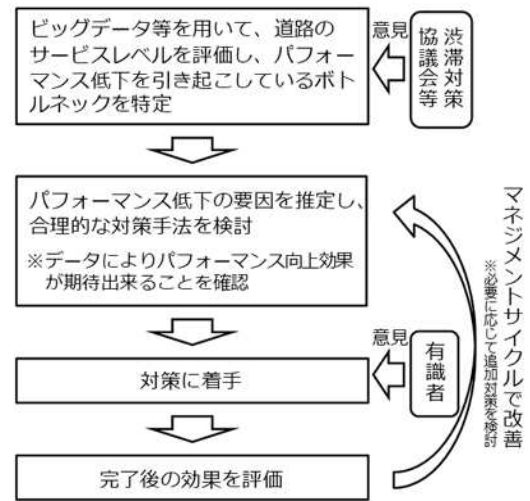 ビッグデータ等を用いて、道路の
サービスレベルを評価し、パフォー
マンス低下を引き起こしているボト
ルネックを特定
意見
渋滞対策
協議会等
パフォーマンス低下の要因を推定し、
合理的な対策手法を検討
※データによりパフォーマンス向上効果
が期待出来ることを確認
対策に着手
意見
有識者
完了後の効果を評価
マネジメントサイクルで改善
※必要に応じて追加対策を検討